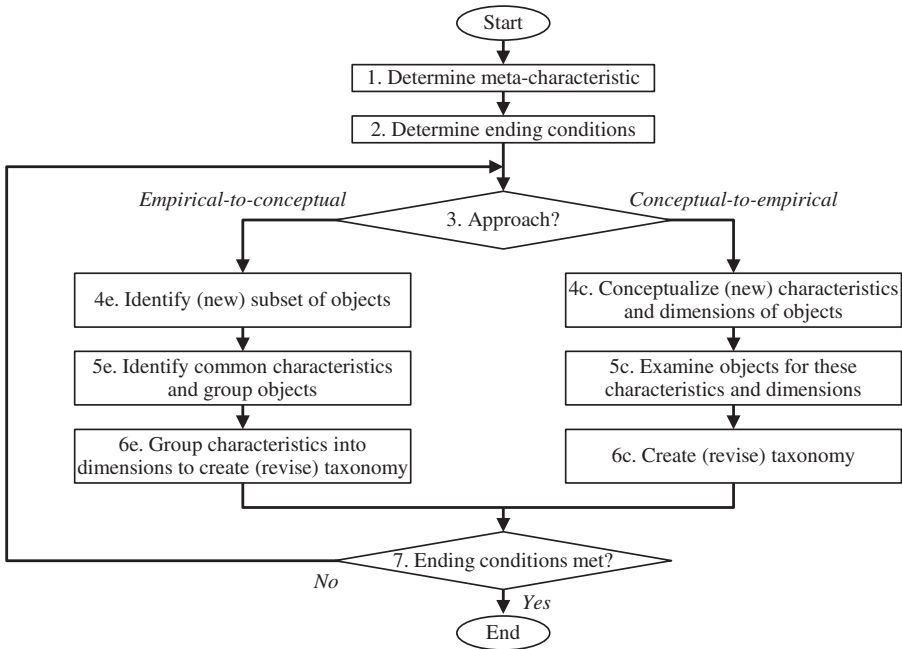 Start
1. Determine meta-characteristic
2. Determine ending conditions
Empirical-to-conceptual
Conceptual-to-empirical
3. Approach?
4e. Identify (new) subset of objects
5e. Identify common characteristics
and group objects
6e. Group characteristics into
dimensions to create (revise) taxonomy
4c. Conceptualize (new) characteristics
and dimensions of objects
5c. Examine objects for these
characteristics and dimensions
6c. Create (revise) taxonomy
7. Ending conditions met?
No
Yes
End